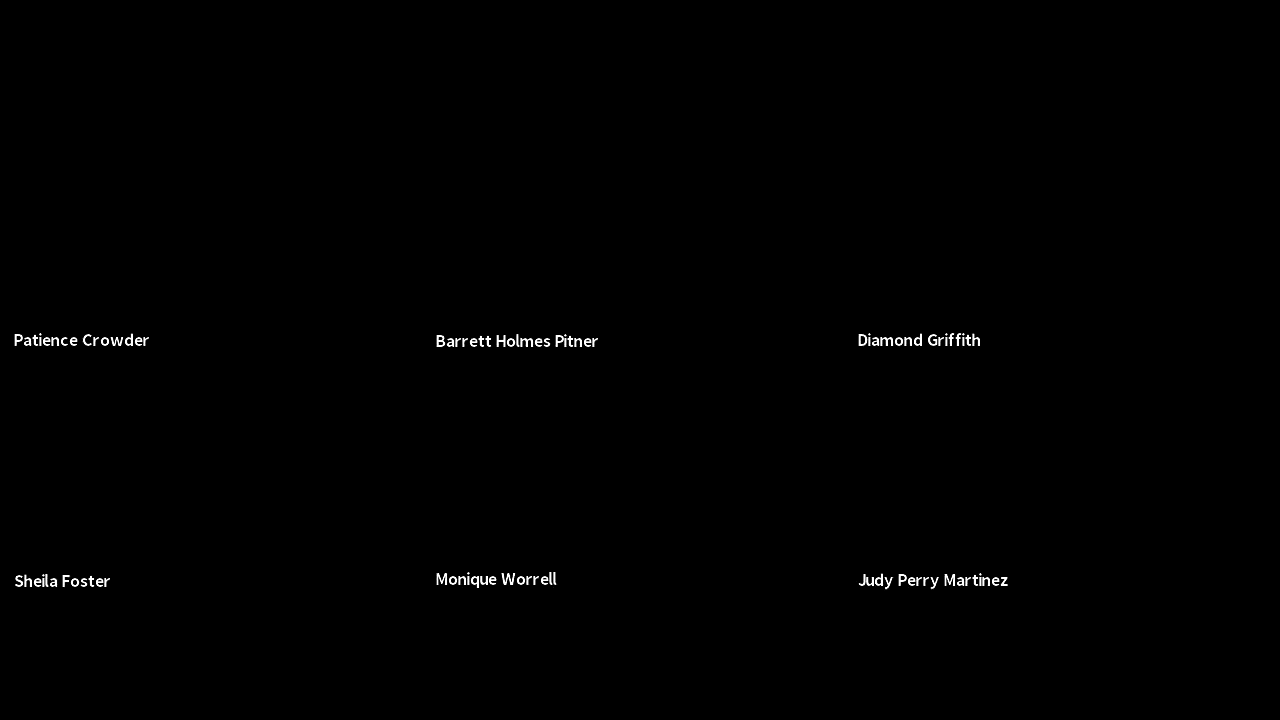 Patience Crowder
Barrett Holmes Pitner
Diamond Griffith
Sheila Foster
Monique Worrell
Judy Perry Martinez